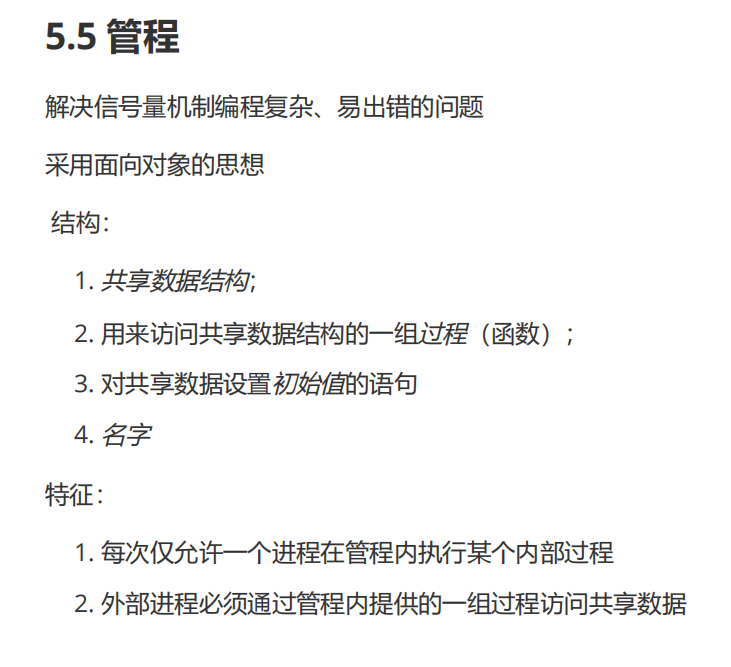 5.5 管程
解决信号量机制编程复杂、易出错的问题
采用面向对象的思想
结构：
1. 共享数据结构;
2. 用来访问共享数据结构的一组过程（函数）;
3. 对共享数据设置初始值的语句
4. 名字
特征：
1. 每次仅允许一个进程在管程内执行某个内部过程
2. 外部进程必须通过管程内提供的一组过程访问共享数据